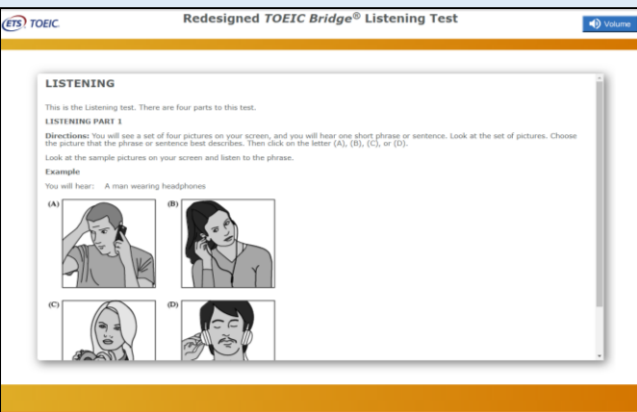 ETS TOEIC.
Redesigned TOEIC Bridge® Listening Test
Volume
LISTENING
This is the Listening test. There are four parts to this test.
LISTENING PART 1
Directions: You will see a set of four pictures on your screen, and you will hear one short phrase or sentence. Look at the set of pictures. Choose
the picture that the phrase or sentence best describes. Then click on the letter (A), (B), (C), or (D).
Look at the sample pictures on your screen and listen to the phrase.
Example
You will hear: A man wearing headphones
(A)
(B)
(C)
(D)